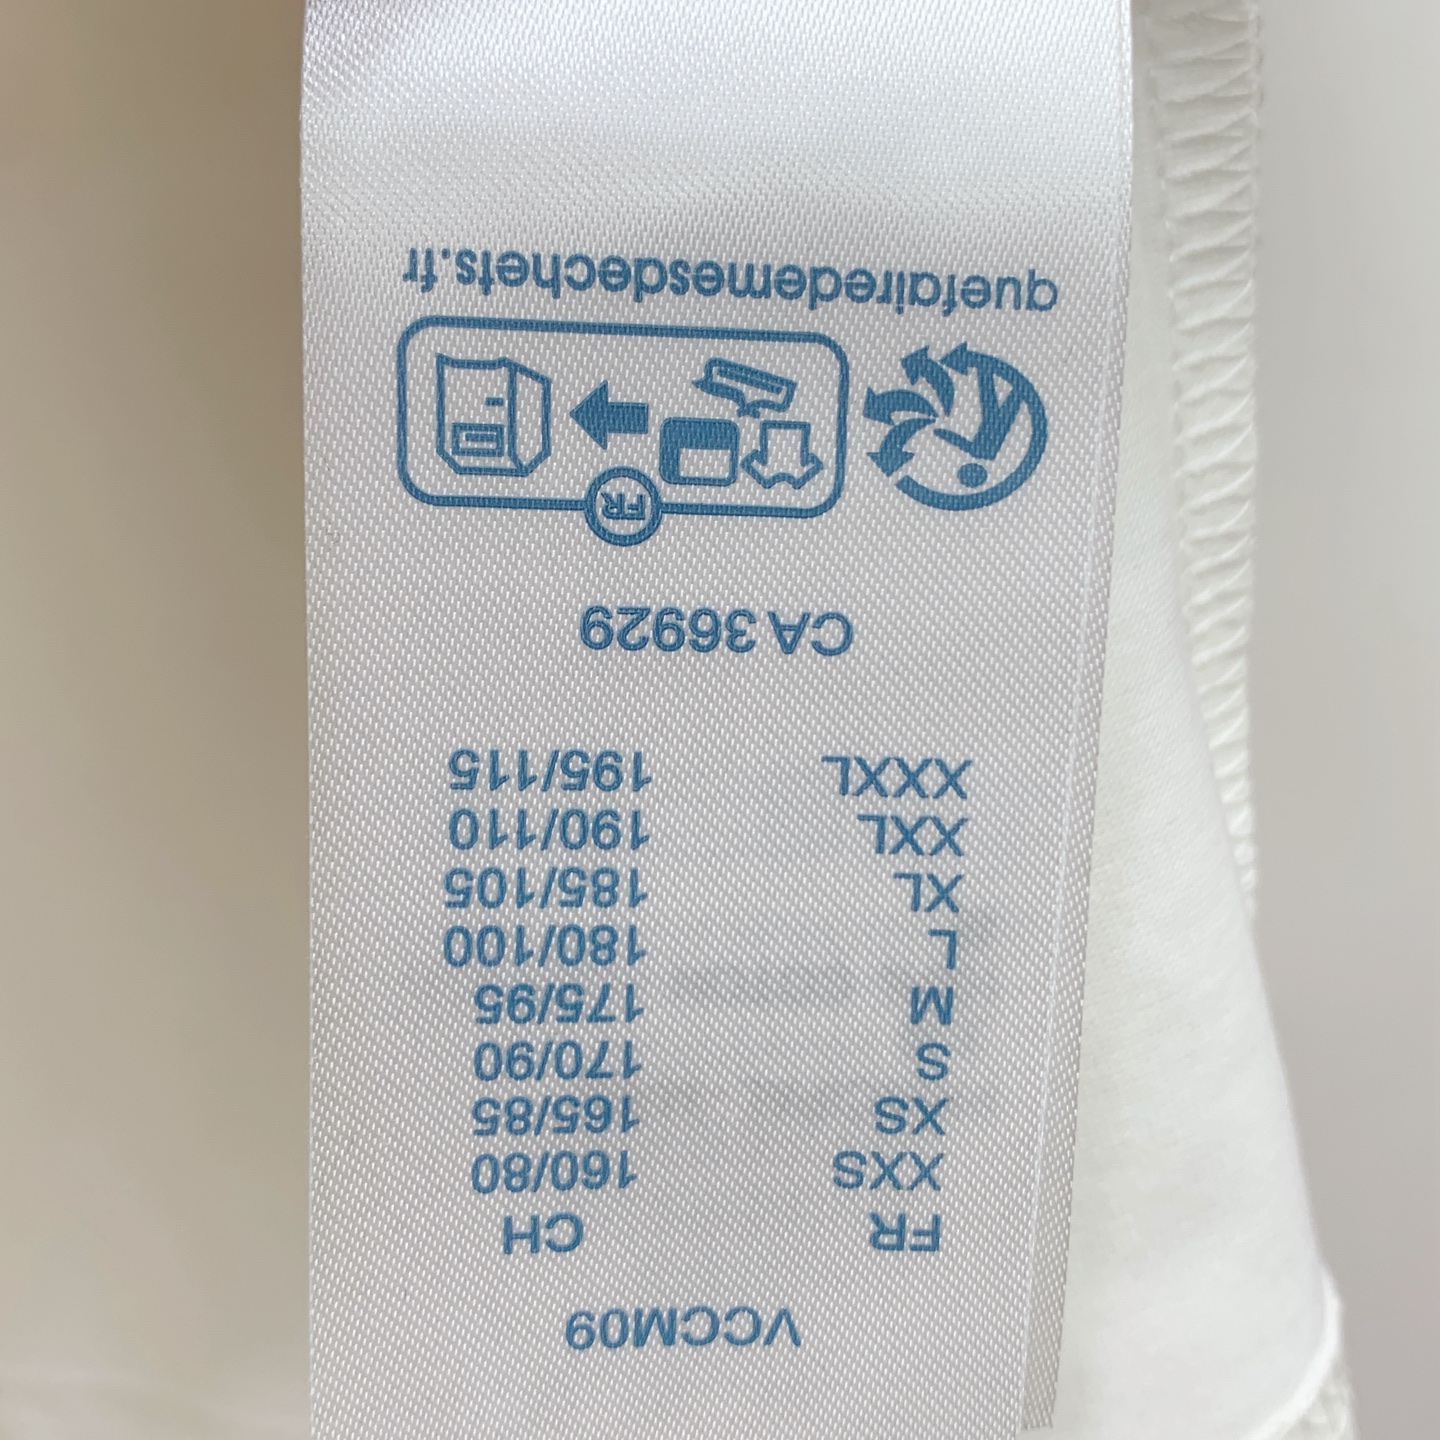 VCCM09
FR CH
XXS 160/80
XS 165/85
S 170/90
M 175/95
L 180/100
XL 185/105
XXL 190/110
XXXL 195/115
CA 36929
FR
quefairedemesdechets.fr